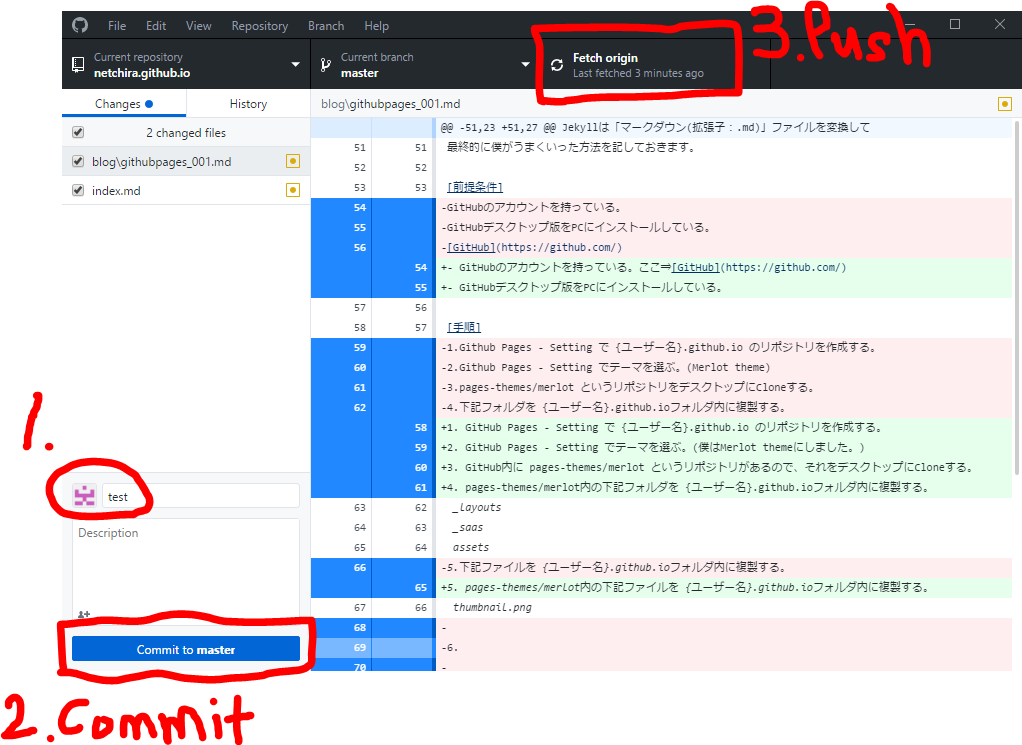 File Edit View Repository Branch Help
3.Push
Current repository
netchira.github.io
Current branch
master
Fetch origin
Last fetched 3 minutes ago
Changes History
blog\githubpages_001.md
2 changed files
blog\githubpages_001.md
index.md
@@ -51,23 +51,27 @@ Jekyllは「マークダウン(拡張子：.md)」ファイルを変換して
51 51 最終的に僕がうまくいった方法を記しておきます。
52 52
53 53 [前提条件]
54 -GitHubのアカウントを持っている。
55 -GitHubデスクトップ版をPCにインストールしている。
56 -[GitHub](https://github.com/)
54 +- GitHubのアカウントを持っている。ここ⇒[GitHub](https://github.com/)
55 +- GitHubデスクトップ版をPCにインストールしている。
57 56
58 57 [手順]
59 -1.Github Pages - Setting で {ユーザー名}.github.io のリポジトリを作成する。
60 -2.Github Pages - Setting でテーマを選ぶ。(Merlot theme)
61 -3.pages-themes/merlot というリポジトリをデスクトップにCloneする。
62 -4.下記フォルダを {ユーザー名}.github.ioフォルダ内に複製する。
58 +1. GitHub Pages - Setting で {ユーザー名}.github.io のリポジトリを作成する。
59 +2. GitHub Pages - Setting でテーマを選ぶ。(僕はMerlot themeにしました。)
60 +3. GitHub内に pages-themes/merlot というリポジトリがあるので、それをデスクトップにCloneする。
61 +4. pages-themes/merlot内の下記フォルダを {ユーザー名}.github.ioフォルダ内に複製する。
63 62 _layouts
64 63 _saas
65 64 assets
66 -5.下記ファイルを {ユーザー名}.github.ioフォルダ内に複製する。
65 +5. pages-themes/merlot内の下記ファイルを {ユーザー名}.github.ioフォルダ内に複製する。
67 66 thumbnail.png
68 -
69 -6.
70 -
1.
test
Description
Commit to master
2.Commit